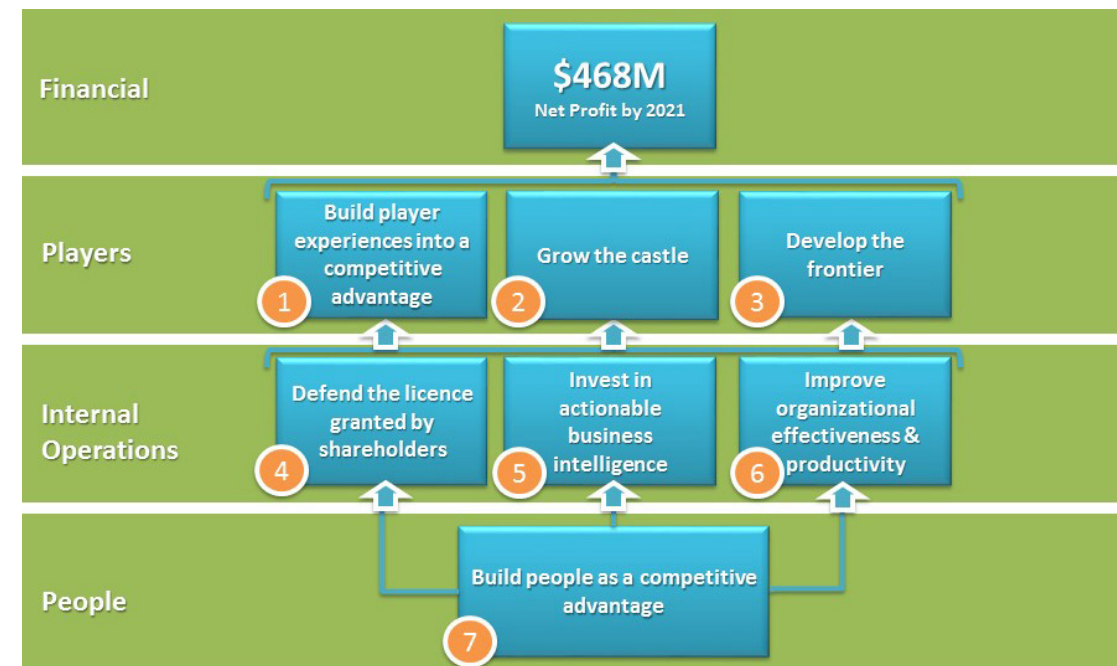 Financial
$468M
Net Profit by 2021
Players
Build player
experiences into a
competitive
advantage
1
Grow the castle
2
Develop the
frontier
3
Internal
Operations
Defend the licence
granted by
shareholders
4
Invest in
actionable
business
intelligence
5
Improve
organizational
effectiveness &
productivity
6
People
Build people as a competitive
advantage
7